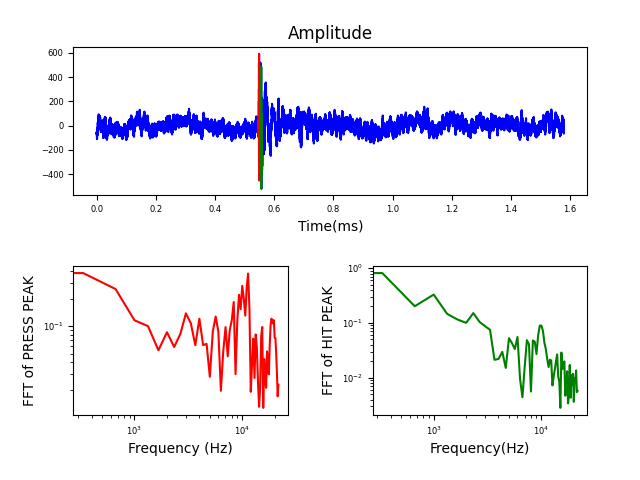 Amplitude
600
400
200
0
−200
−400
0.0 0.2 0.4 0.6 0.8 1.0 1.2 1.4 1.6
Time(ms)
FFT of PRESS PEAK
10⁻¹
10³ 10⁴
Frequency (Hz)
FFT of HIT PEAK
10⁰
10⁻¹
10⁻²
10³ 10⁴
Frequency(Hz)